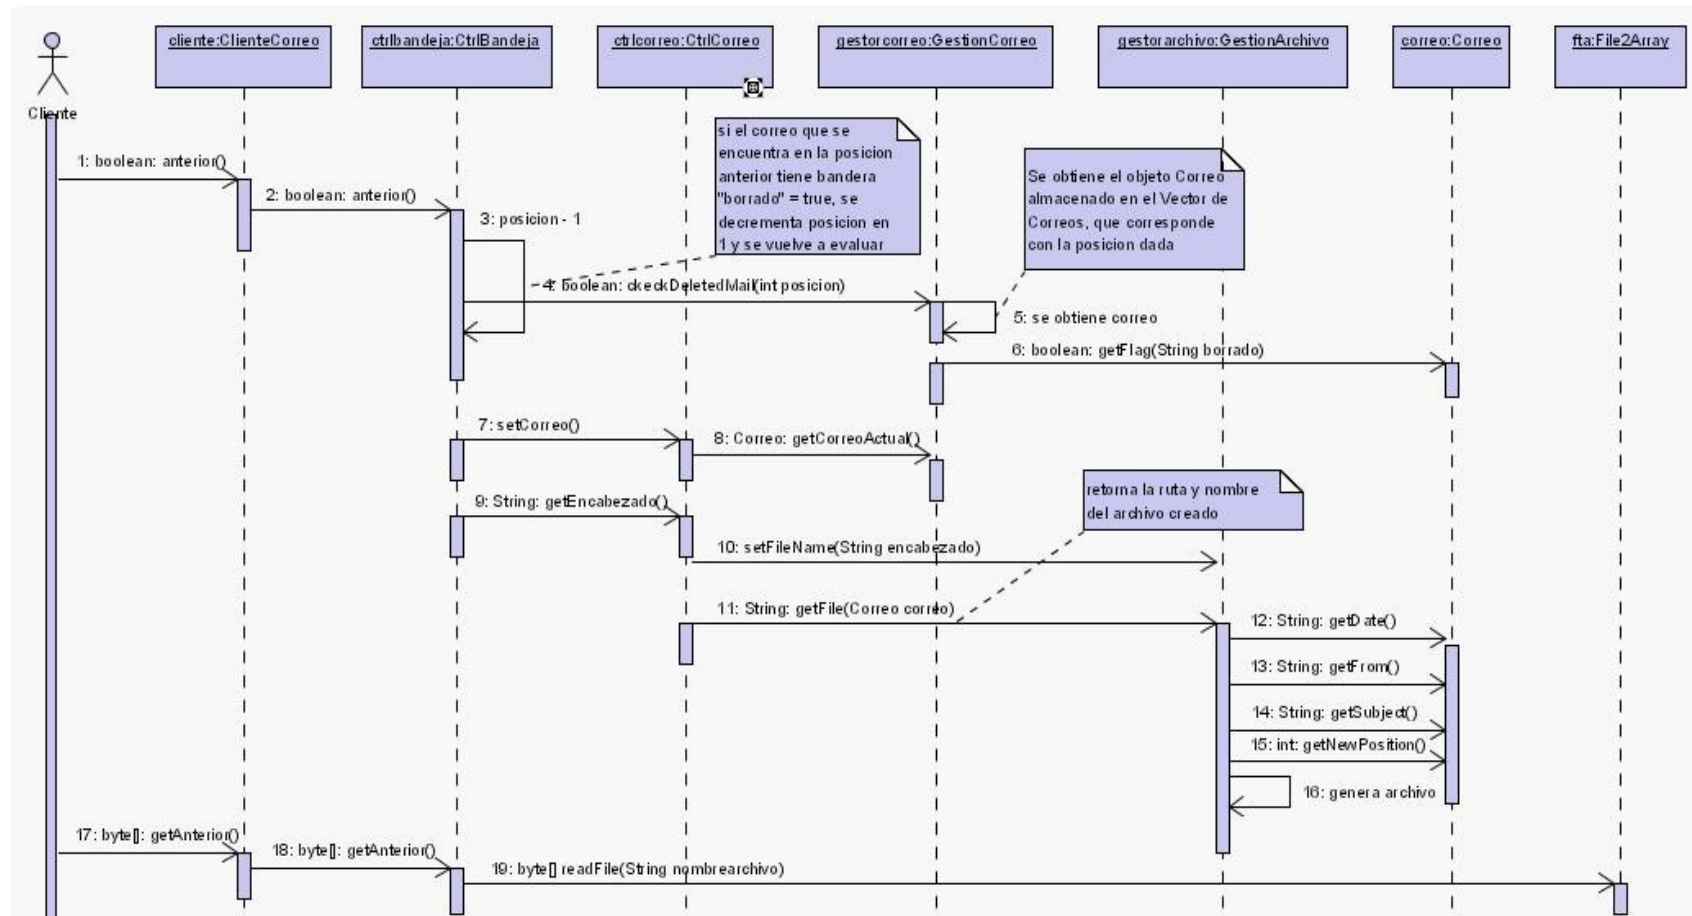 cliente:ClienteCorreo
ctrlbandeja:CtrlBandeja
ctrlcorreo:CtrlCorreo
gestorcorreo:GestionCorreo
gestorarchivo:GestionArchivo
correo:Correo
fta:File2Array
Cliente
si el correo que se
encuentra en la posicion
anterior tiene bandera
"borrado" = true, se
decrementa posicion en
1 y se vuelve a evaluar
Se obtiene el objeto Correo
almacenado en el Vector de
Correos, que corresponde
con la posicion dada
1: boolean: anterior()
2: boolean: anterior()
3: posicion - 1
4: boolean: ckeckDeletedMail(int posicion)
5: se obtiene correo
6: boolean: getFlag(String borrado)
7: setCorreo()
8: Correo: getCorreoActual()
9: String: getEncabezado()
retorna la ruta y nombre
del archivo creado
10: setFileName(String encabezado)
11: String: getFile(Correo correo)
12: String: getDate()
13: String: getFrom()
14: String: getSubject()
15: int: getNewPosition()
16: genera archivo
17: byte[]: getAnterior()
18: byte[]: getAnterior()
19: byte[] readFile(String nombrearchivo)